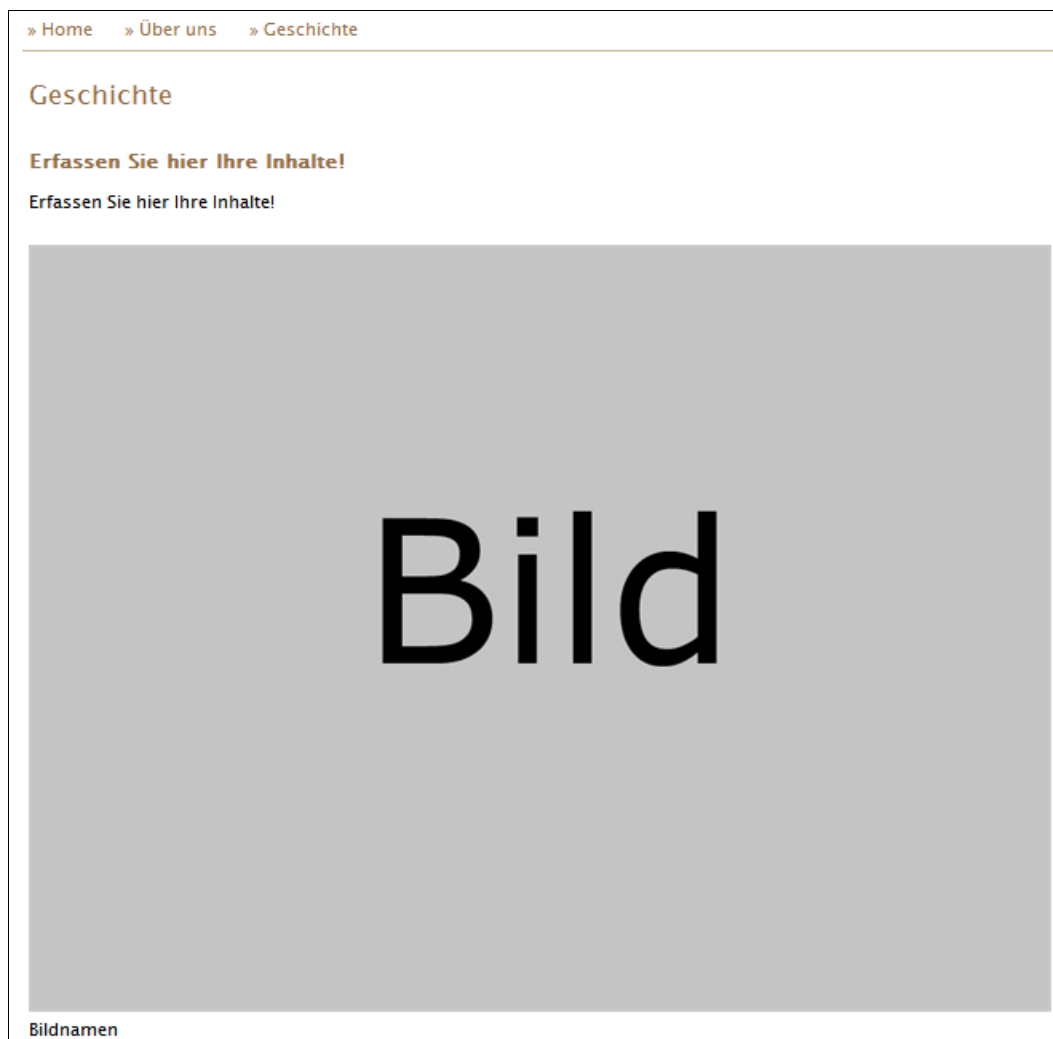 » Home » Über uns » Geschichte
Geschichte
Erfassen Sie hier Ihre Inhalte!
Erfassen Sie hier Ihre Inhalte!
Bild
Bildnamen